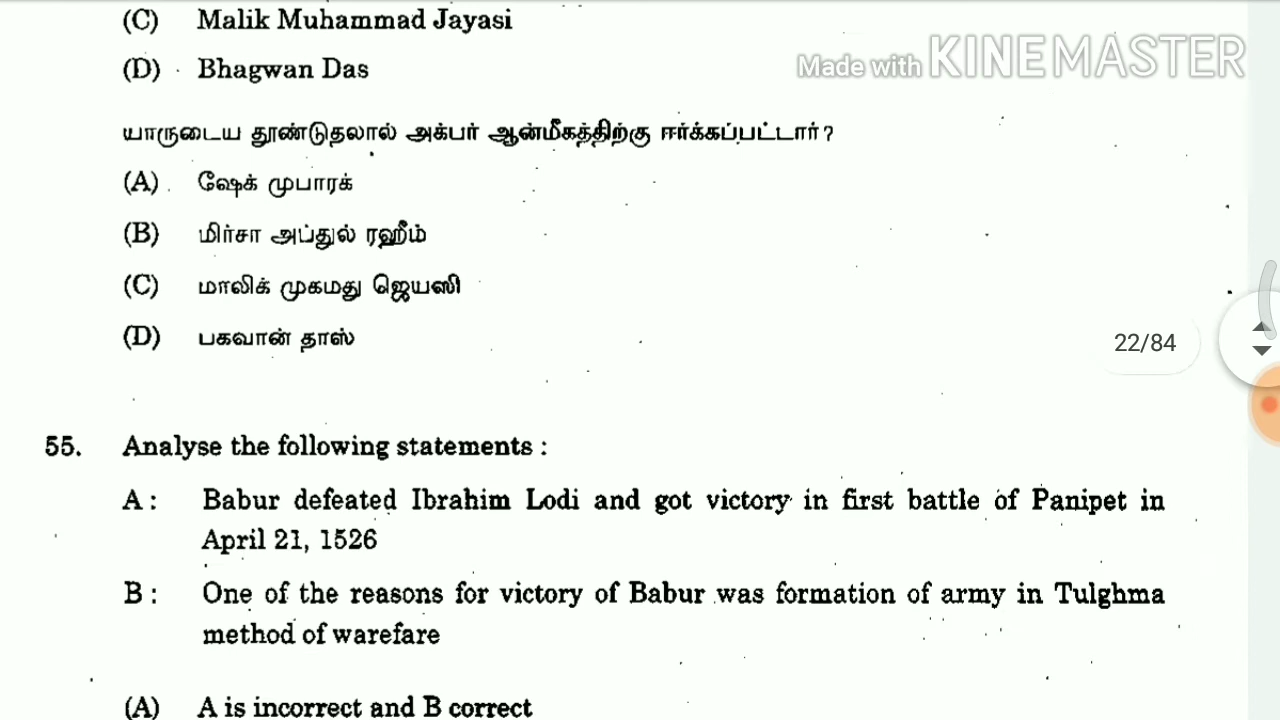 (C) Malik Muhammad Jayasi
Made with KINEMASTER
(D) Bhagwan Das
யாருடைய தூண்டுதலால் அக்பர் ஆன்மீகத்திற்கு ஈர்க்கப்பட்டார்?
(A) ஷேக் முபாரக்
(B) மிர்சா அப்துல் ரஹீம்
(C) மாலிக் முகமது ஜெயஸி
(D) பகவான் தாஸ்
22/84
55. Analyse the following statements :
A : Babur defeated Ibrahim Lodi and got victory in first battle of Panipet in
April 21, 1526
B : One of the reasons for victory of Babur was formation of army in Tulghma
method of warefare
(A) A is incorrect and B correct